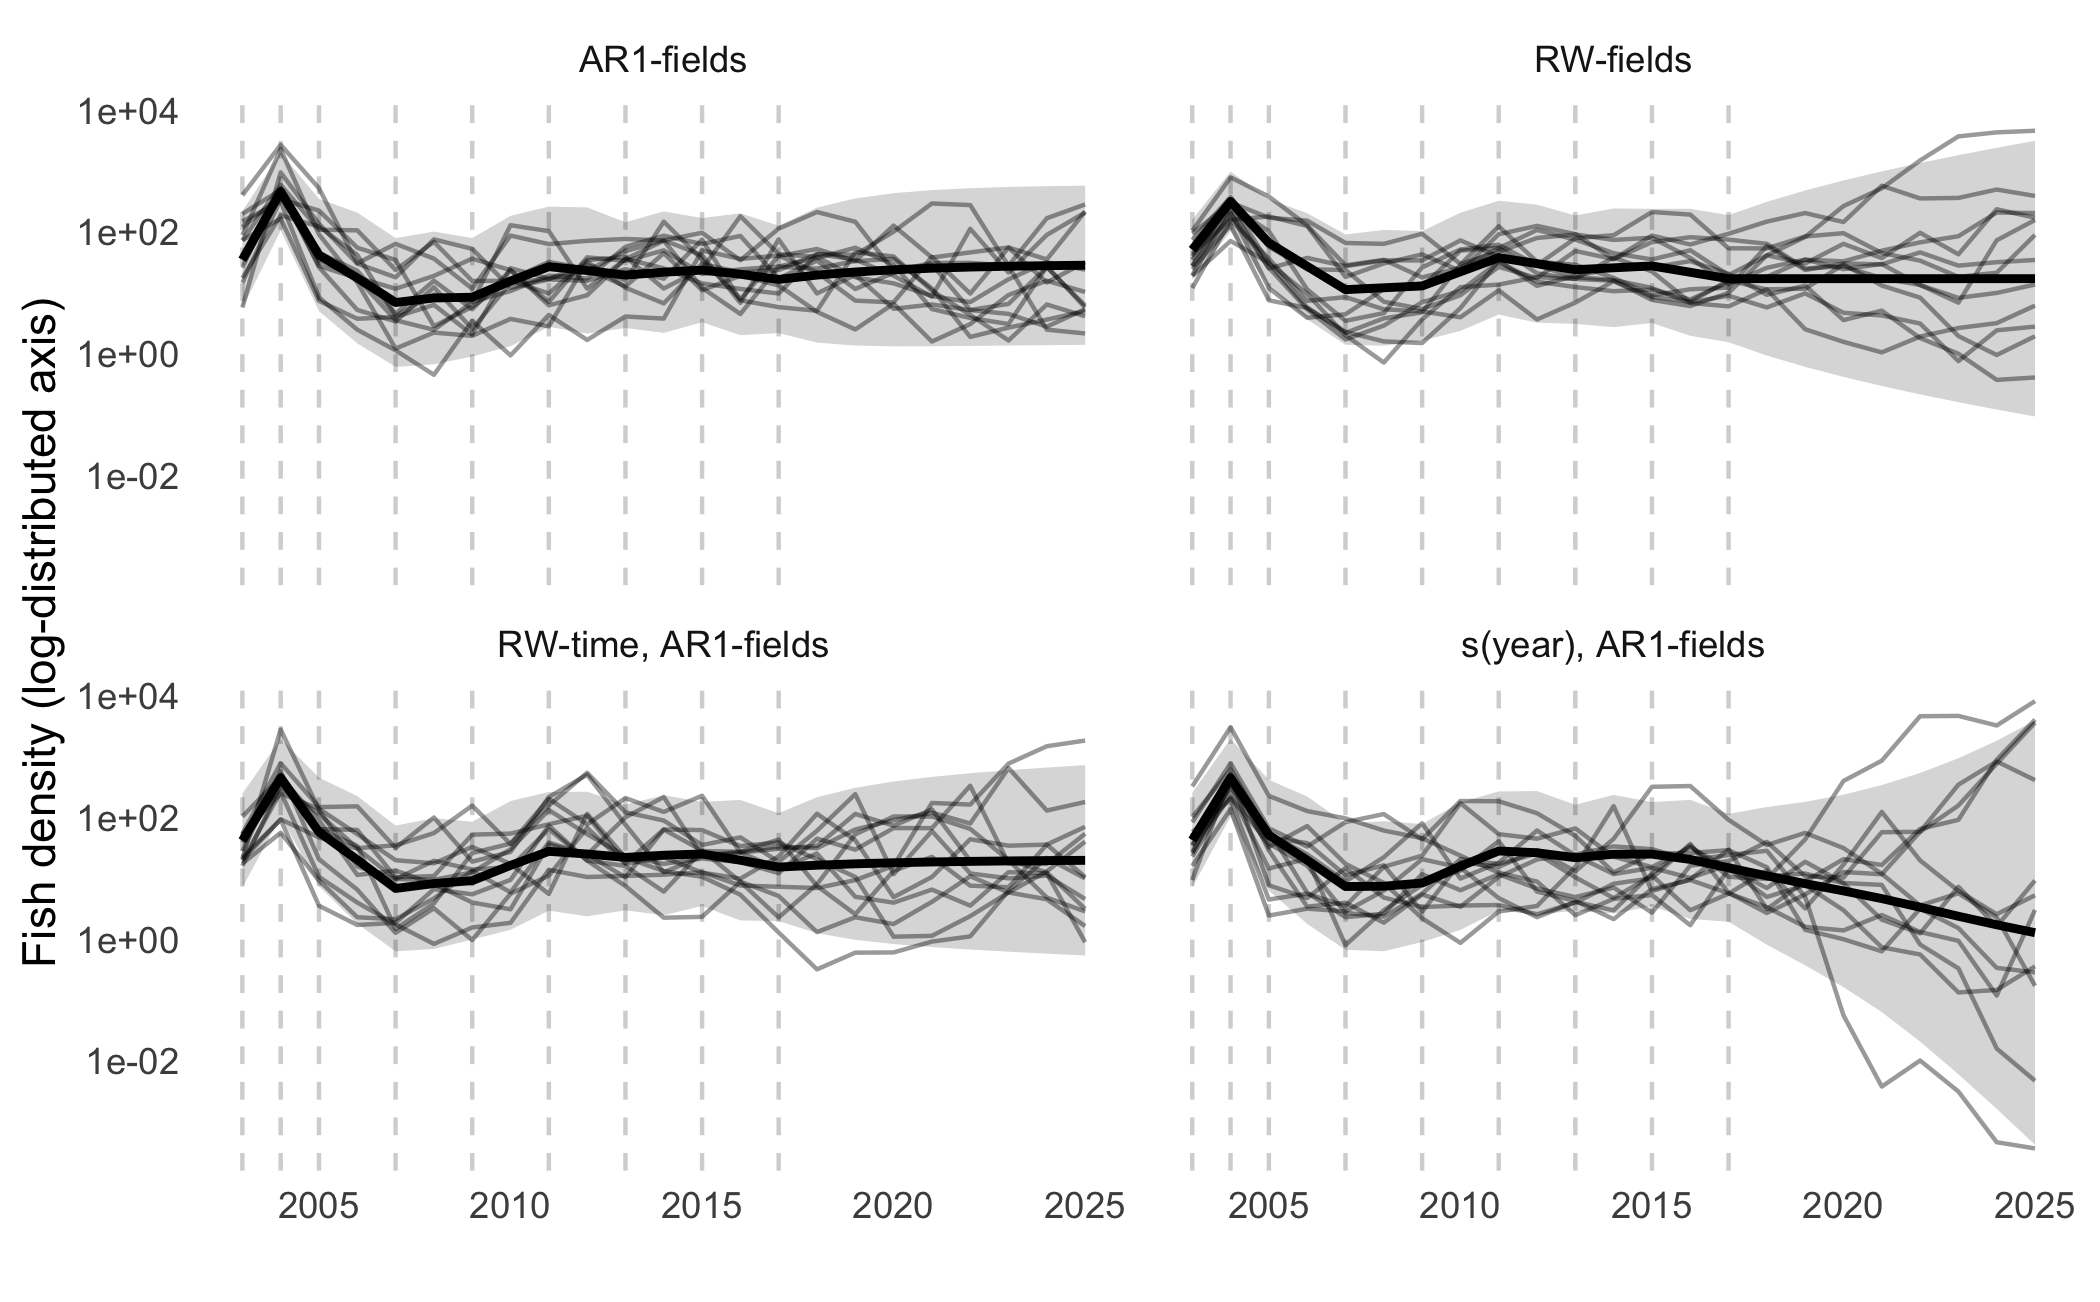 AR1-fields
RW-fields
1e+04
1e+02
1e+00
1e-02
Fish density (log-distributed axis)
RW-time, AR1-fields
s(year), AR1-fields
1e+04
1e+02
1e+00
1e-02
2005 2010 2015 2020 2025
2005 2010 2015 2020 2025